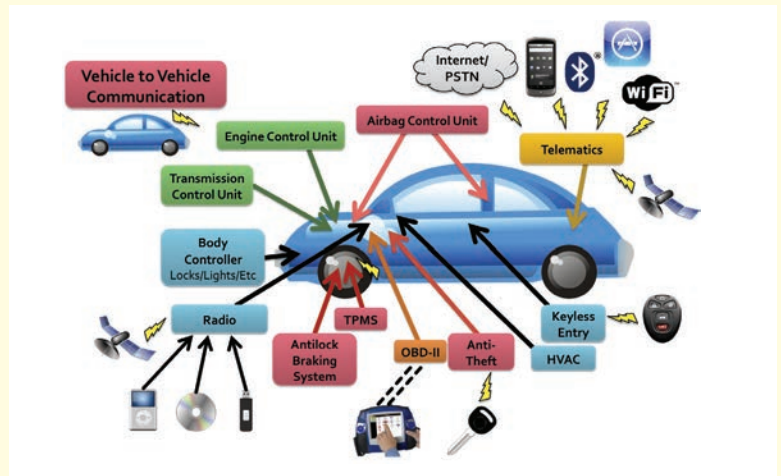 Vehicle to Vehicle
Communication
Internet/
PSTN
WiFi
Engine Control Unit
Airbag Control Unit
Telematics
Transmission
Control Unit
Body
Controller
Locks/Lights/Etc
Radio
TPMS
Antilock
Braking
System
OBD-II
Anti-
Theft
Keyless
Entry
HVAC